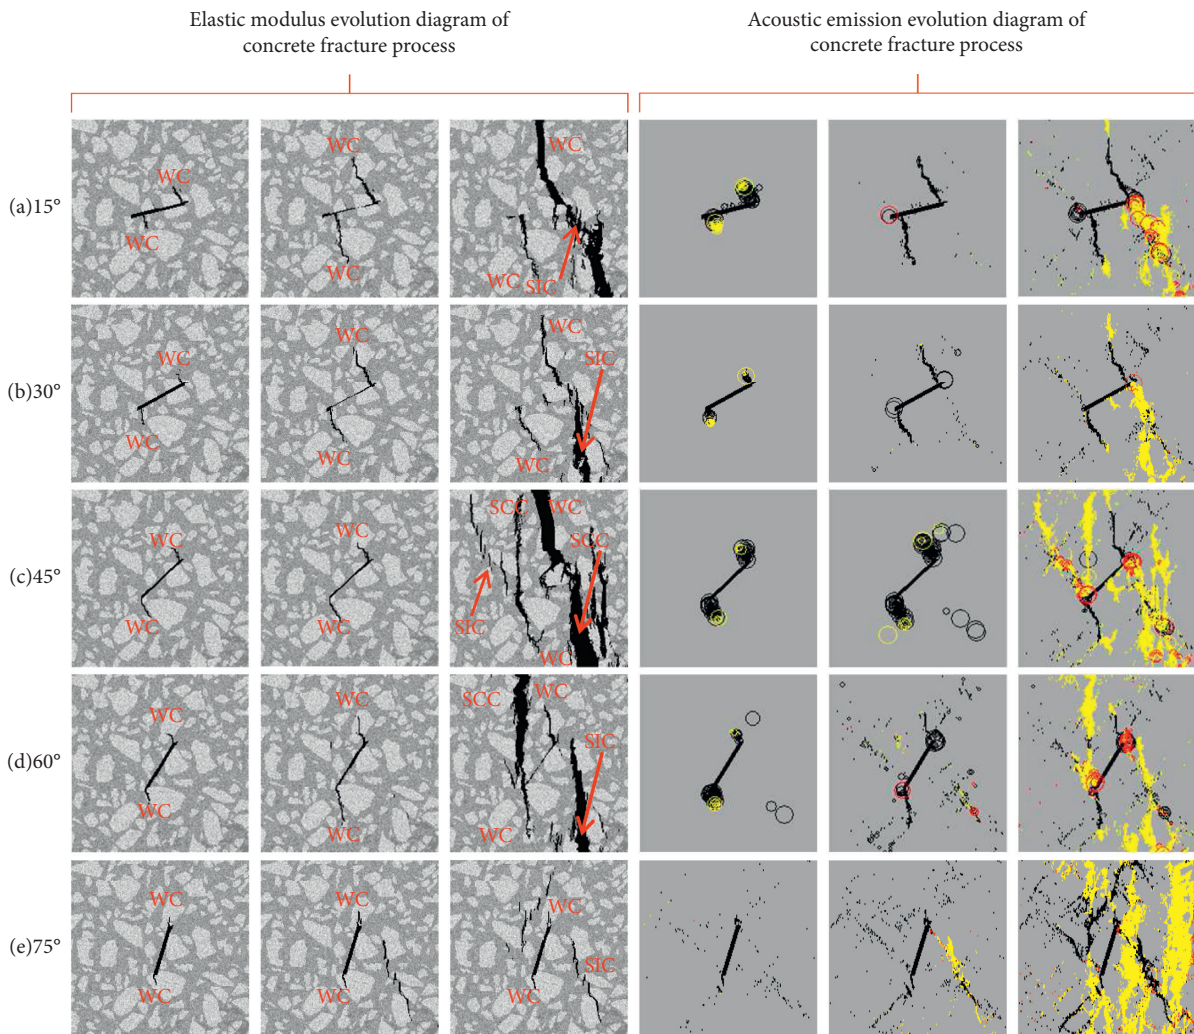 Elastic modulus evolution diagram of
concrete fracture process
Acoustic emission evolution diagram of
concrete fracture process
(a)15°
WC
WC
WC
WC
WC
WC
SIC
(b)30°
WC
WC
WC
WC
WC
SIC
WC
(c)45°
WC
WC
WC
WC
SCC
WC
SCC
SIC
WC
(d)60°
WC
WC
WC
WC
SCC
WC
SIC
WC
(e)75°
WC
WC
WC
WC
WC
SIC
WC